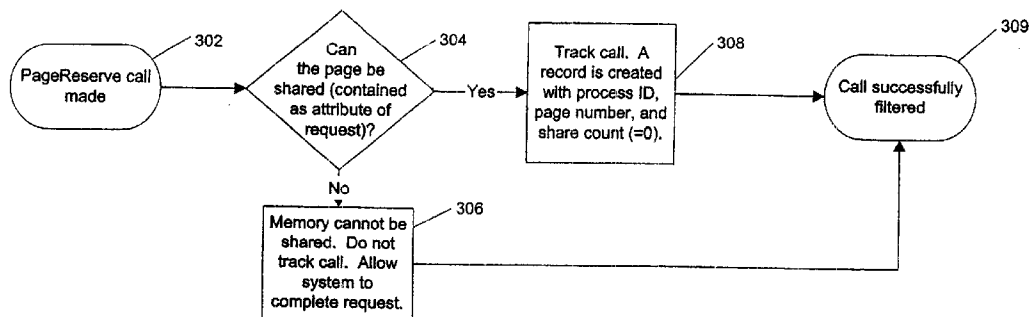 302
PageReserve call
made
Can
the page be
shared (contained
as attribute of
request)?
304
Yes
No
Track call. A
record is created
with process ID,
page number, and
share count (=0).
308
309
Call successfully
filtered
Memory cannot be
shared. Do not
track call. Allow
system to
complete request.
306